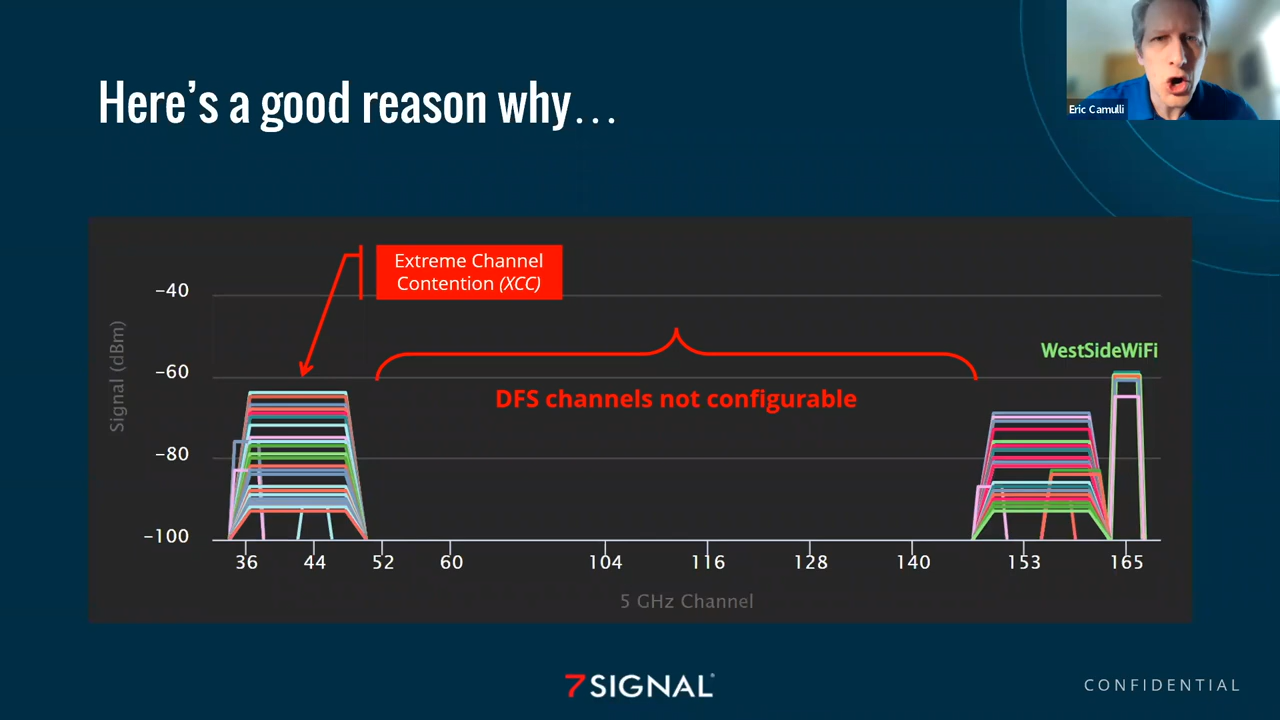 Here's a good reason why...
Eric Camulli
Extreme Channel
Contention (XCC)
−40
WestSideWiFi
−60
DFS channels not configurable
−80
−100
Signal (dBm)
36 44 52 60 104 116 128 140 153 165
5 GHz Channel
7SIGNAL®
CONFIDENTIAL